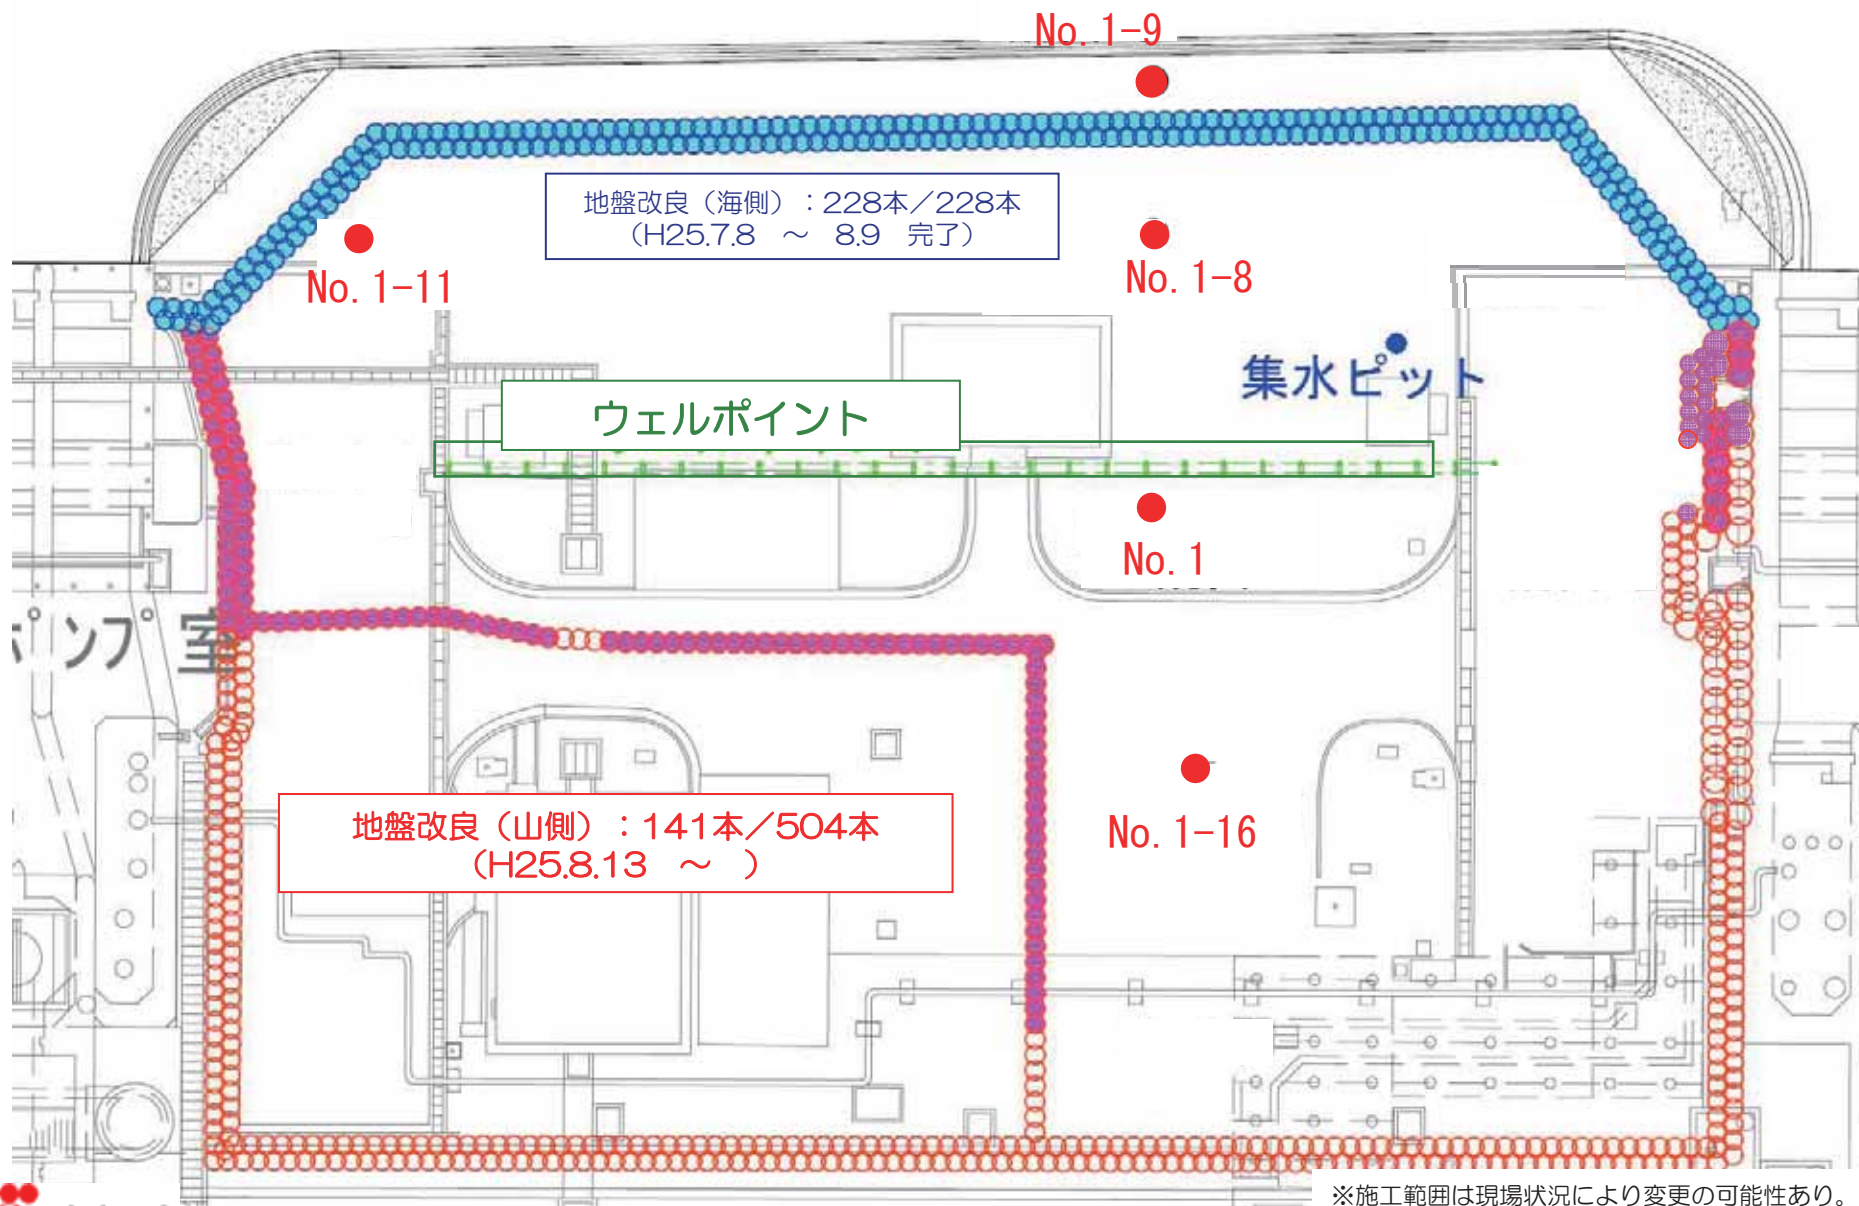 No. 1-9
地盤改良（海側）：228本／228本
（H25.7.8　～　8.9　完了）
No. 1-11
No. 1-8
集水ピット
ウェルポイント
No. 1
ポンプ室
No. 1-16
地盤改良（山側）：141本／504本
（H25.8.13　～　）
※施工範囲は現場状況により変更の可能性あり。